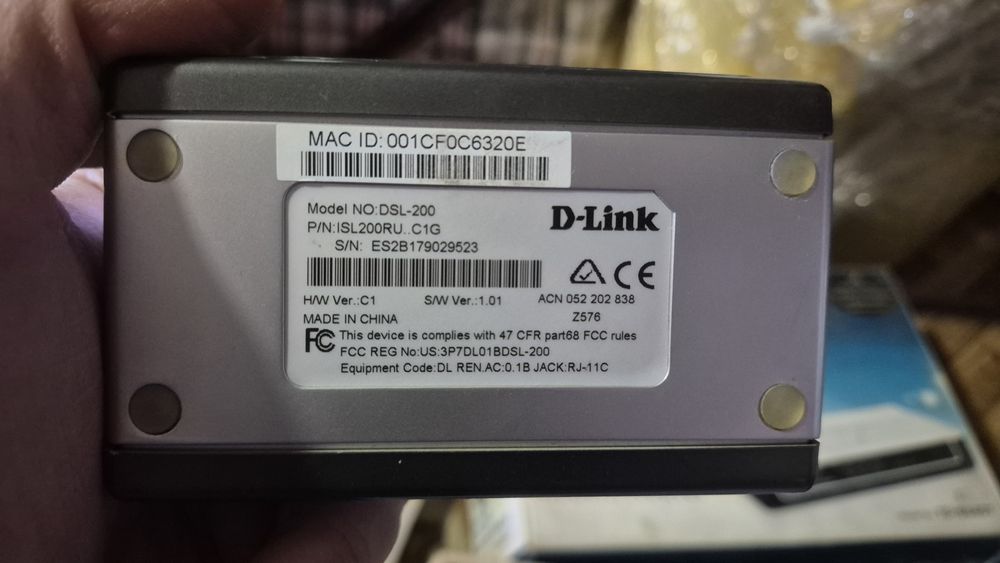 MAC ID: 001CF0C6320E
Model NO:DSL-200
D-Link
P/N:ISL200RU..C1G
S/N: ES2B179029523
CE
H/W Ver.:C1 S/W Ver.:1.01 ACN 052 202 838
MADE IN CHINA Z576
FC This device is complies with 47 CFR part68 FCC rules
FCC REG No:US:3P7DL01BDSL-200
Equipment Code:DL REN.AC:0.1B JACK:RJ-11C